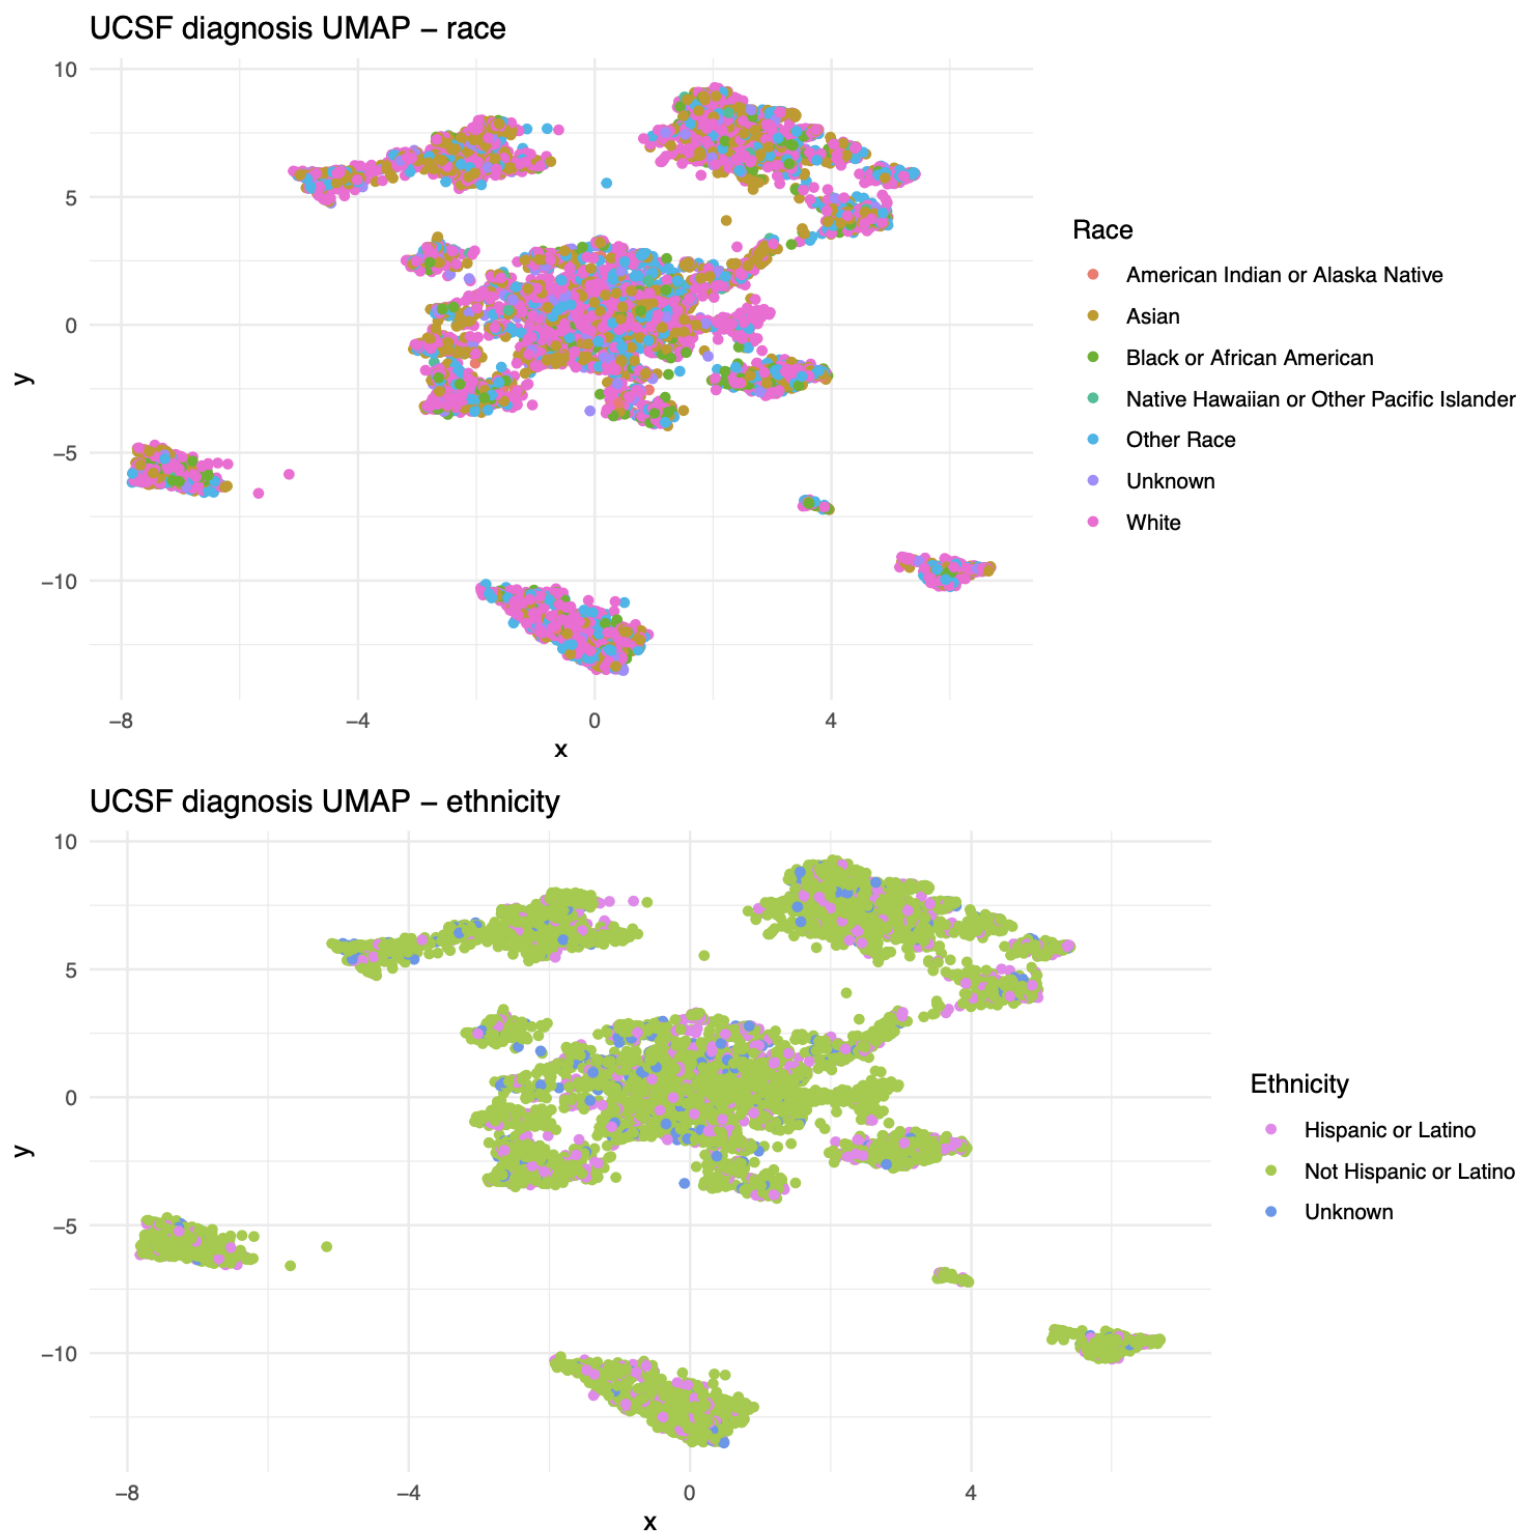 UCSF diagnosis UMAP – race
10
5
0
−5
−10
y
−8
−4
0
4
x
Race
American Indian or Alaska Native
Asian
Black or African American
Native Hawaiian or Other Pacific Islander
Other Race
Unknown
White
UCSF diagnosis UMAP – ethnicity
10
5
0
−5
−10
y
−8
−4
0
4
x
Ethnicity
Hispanic or Latino
Not Hispanic or Latino
Unknown